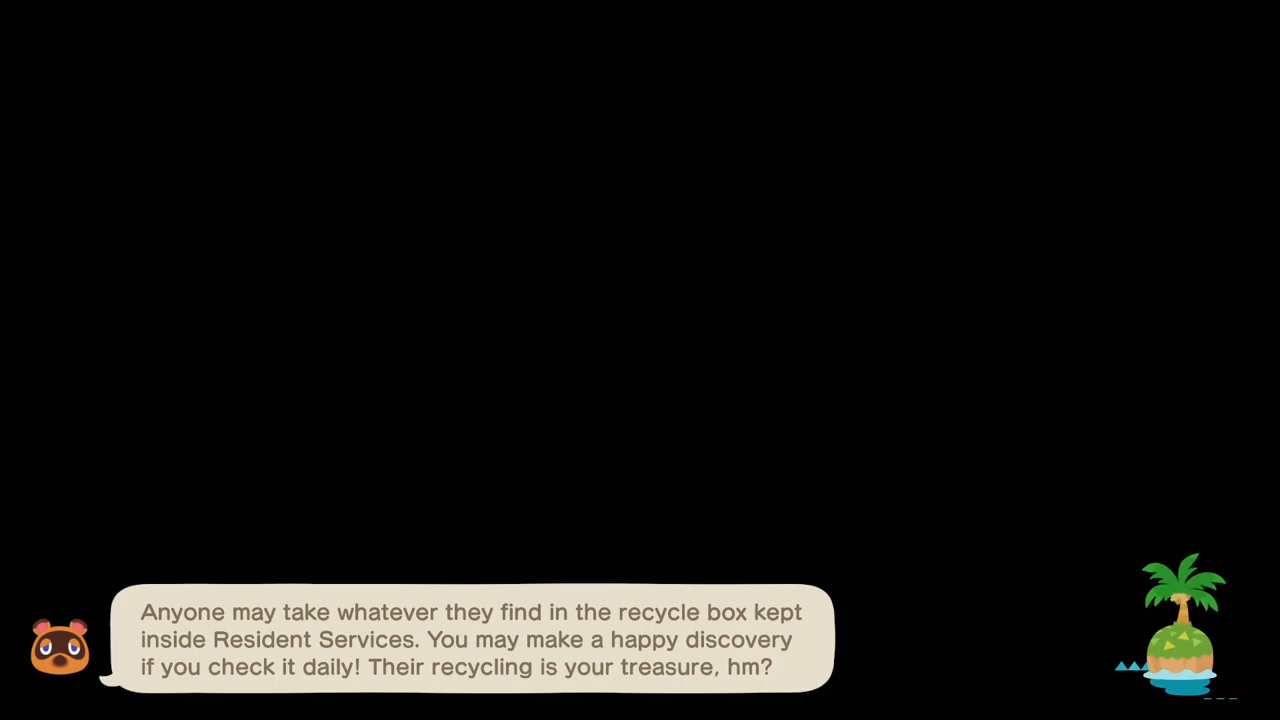 Anyone may take whatever they find in the recycle box kept
inside Resident Services. You may make a happy discovery
if you check it daily! Their recycling is your treasure, hm?